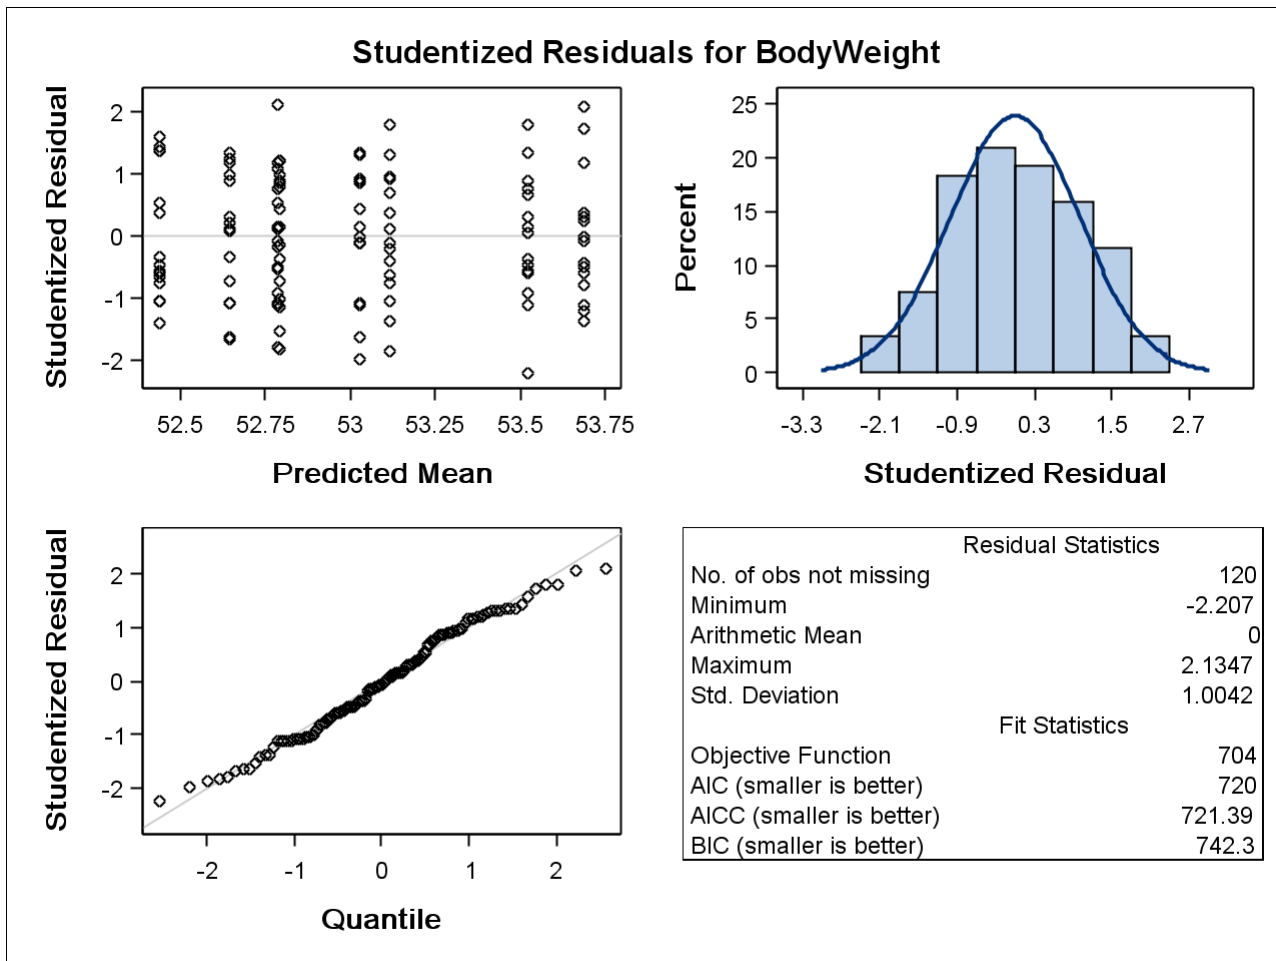 Studentized Residuals for BodyWeight
Studentized Residual
2
1
0
-1
-2
52.5 52.75 53 53.25 53.5 53.75
Predicted Mean
Percent
25
20
15
10
5
0
-3.3 -2.1 -0.9 0.3 1.5 2.7
Studentized Residual
Studentized Residual
2
1
0
-1
-2
-2 -1 0 1 2
Quantile
Residual Statistics
No. of obs not missing 120
Minimum -2.207
Arithmetic Mean 0
Maximum 2.1347
Std. Deviation 1.0042
Fit Statistics
Objective Function 704
AIC (smaller is better) 720
AICC (smaller is better) 721.39
BIC (smaller is better) 742.3